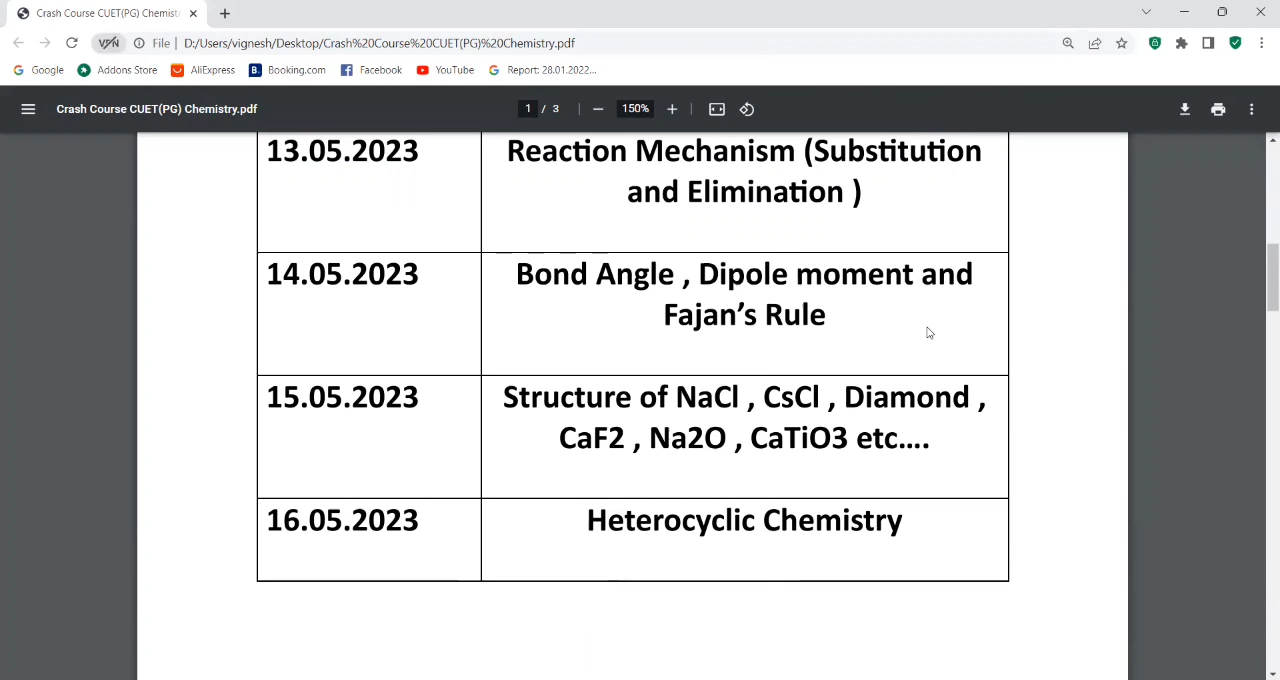 Crash Course CUET(PG) Chemist
VPN File D:/Users/vignesh/Desktop/Crash%20Course%20CUET(PG)%20Chemistry.pdf
Google Addons Store AliExpress B. Booking.com Facebook YouTube Report: 28.01.2022...
Crash Course CUET(PG) Chemistry.pdf 1 / 3 150%
13.05.2023 Reaction Mechanism (Substitution
and Elimination )
14.05.2023 Bond Angle , Dipole moment and
Fajan’s Rule
15.05.2023 Structure of NaCl , CsCl , Diamond ,
CaF2 , Na2O , CaTiO3 etc....
16.05.2023 Heterocyclic Chemistry